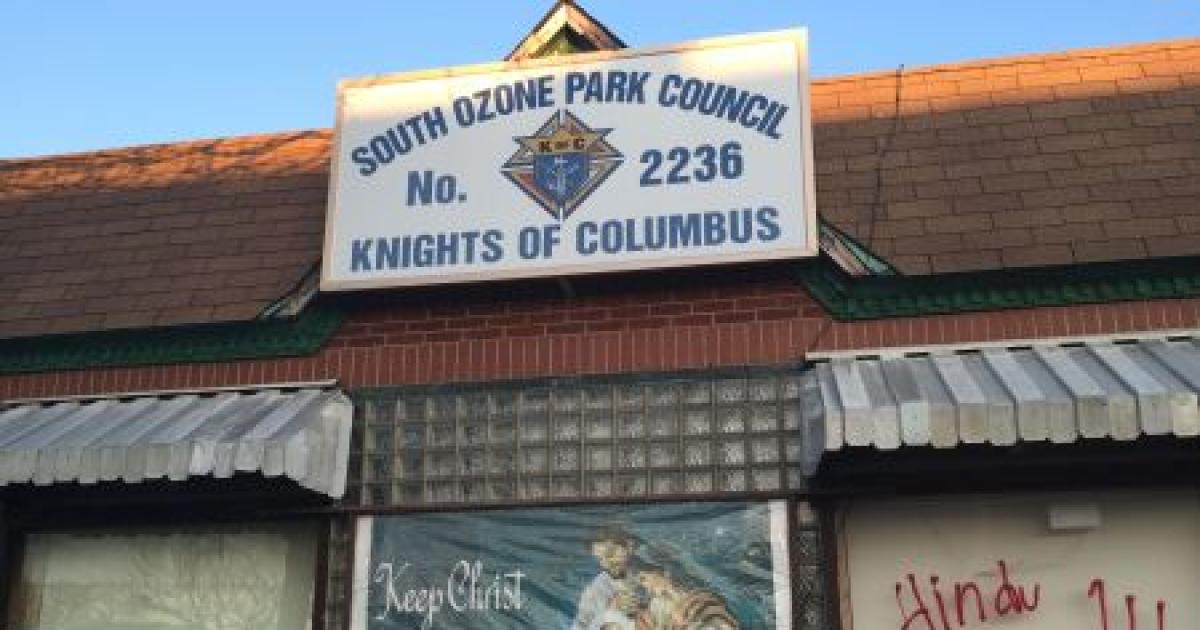 SOUTH OZONE PARK COUNCIL
K OF C
No. 2236
KNIGHTS OF COLUMBUS
Keep Christ
Hindu